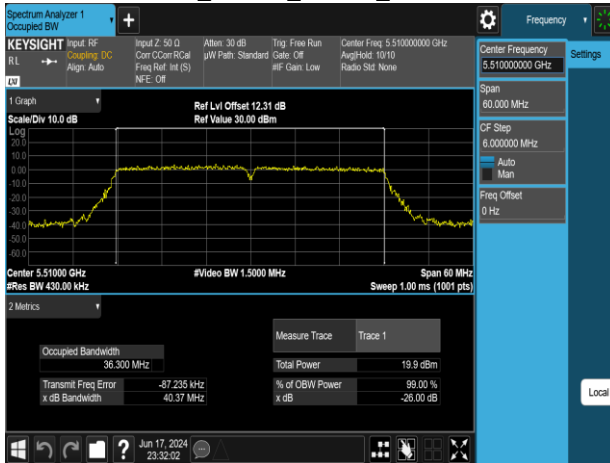 Spectrum Analyzer 1
Occupied BW
Frequency
KEYSIGHT
RL
LXI
Input: RF
Coupling: DC
Align: Auto
Input Z: 50 Ω
Corr CCorr RCal
Freq Ref: Int (S)
NFE: Off
Atten: 30 dB
µW Path: Standard
Trig: Free Run
Gate: Off
#IF Gain: Low
Center Freq: 5.510000000 GHz
Avg|Hold: 10/10
Radio Std: None
Center Frequency
5.510000000 GHz
Settings
Span
60.000 MHz
CF Step
6.000000 MHz
Auto
Man
Freq Offset
0 Hz
Local
1 Graph
Scale/Div 10.0 dB
Ref Lvl Offset 12.31 dB
Ref Value 30.00 dBm
Log
20.0
10.0
0.00
-10.0
-20.0
-30.0
-40.0
-50.0
-60.0
Center 5.51000 GHz
#Video BW 1.5000 MHz
Span 60 MHz
#Res BW 430.00 kHz
Sweep 1.00 ms (1001 pts)
2 Metrics
Measure Trace Trace 1
Occupied Bandwidth
36.300 MHz
Total Power 19.9 dBm
Transmit Freq Error -87.235 kHz
% of OBW Power 99.00 %
x dB Bandwidth 40.37 MHz
x dB -26.00 dB
?
Jun 17, 2024
23:32:02